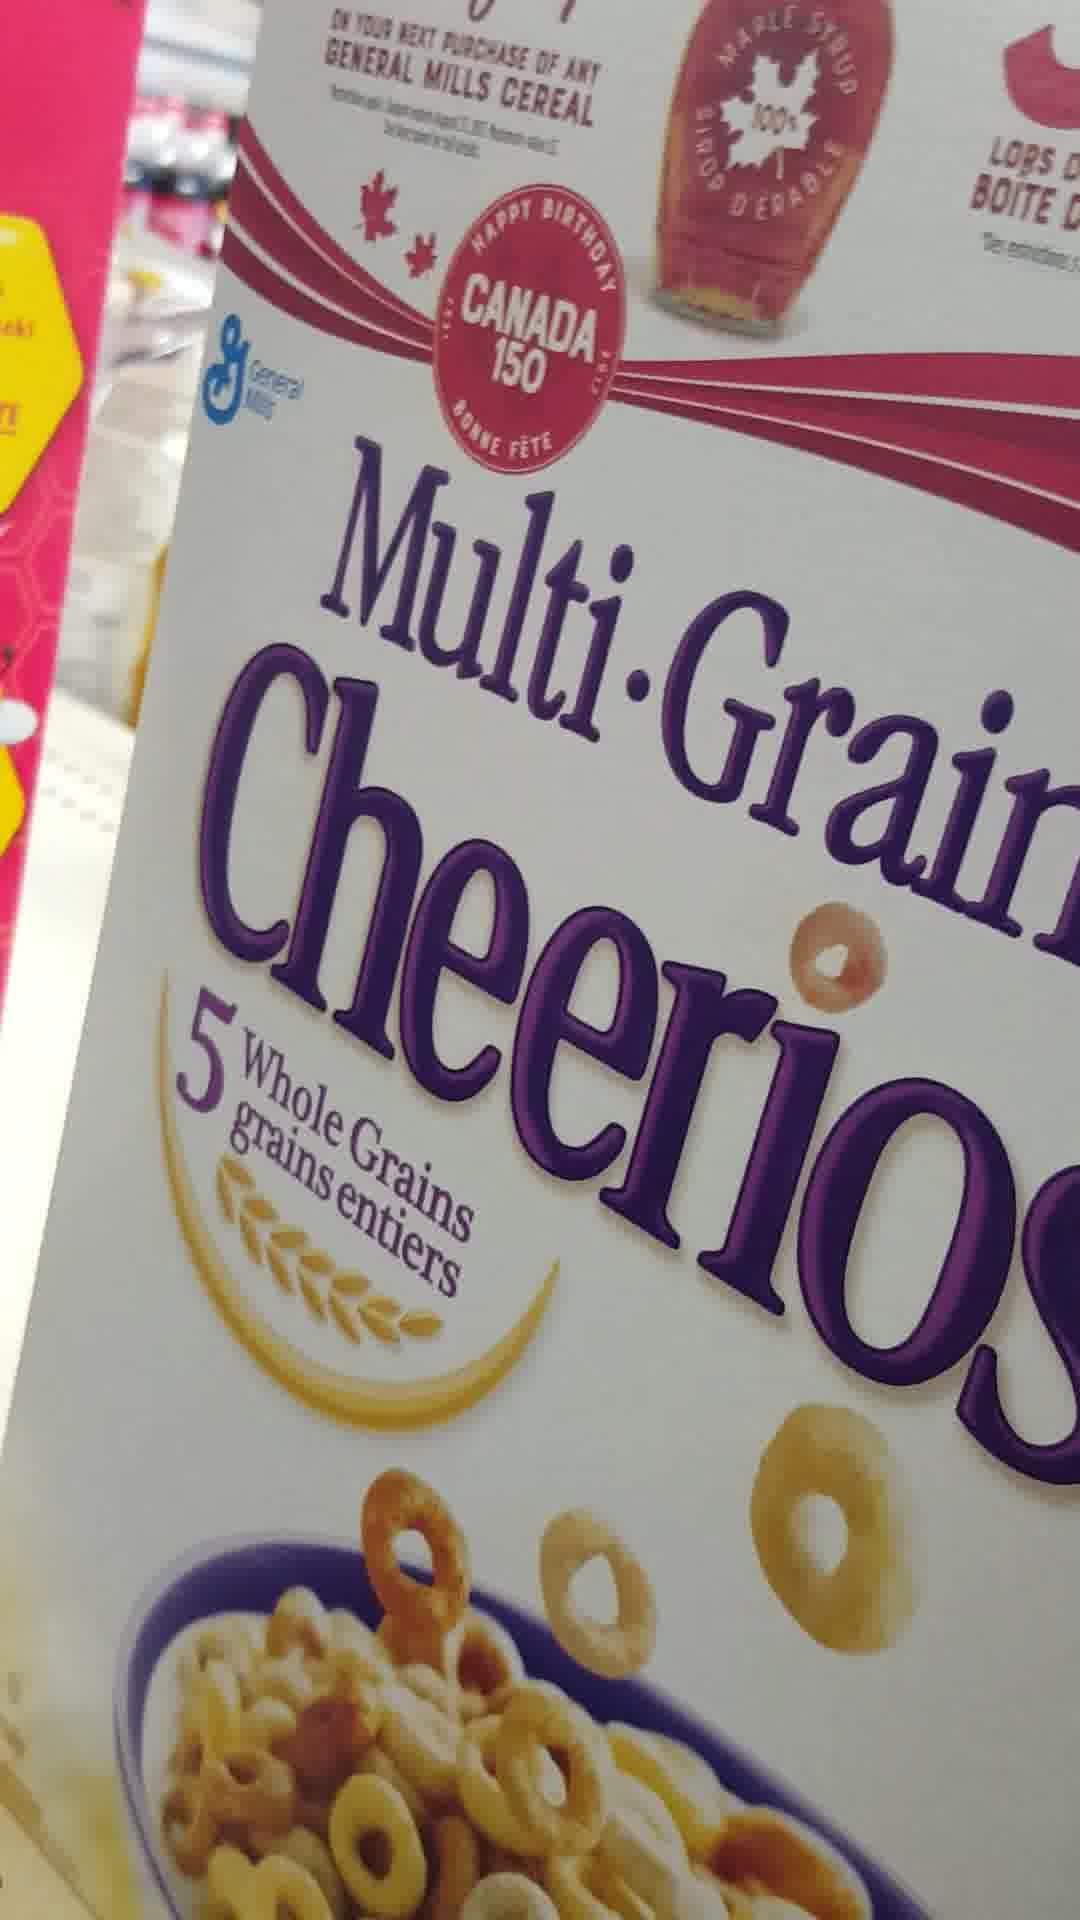 ON YOUR NEXT PURCHASE OF ANY
GENERAL MILLS CEREAL
MAPLE SYRUP
100%
SIROP D'ÉRABLE
LORS D
BOÎTE D
HAPPY BIRTHDAY
CANADA
150
BONNE FÊTE
General
Mills
Multi·Grain
Cheerios
5 Whole Grains
grains entiers